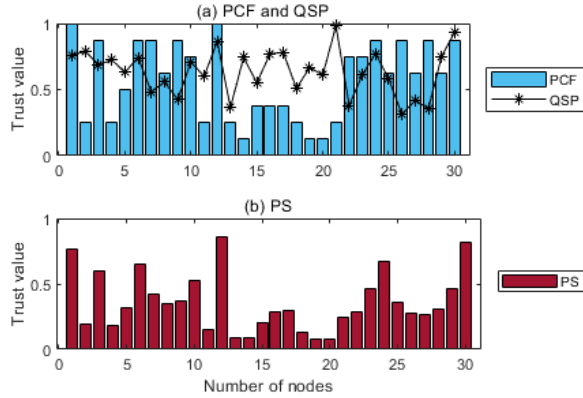 (a) PCF and QSP
1
0.5
0
Trust value
0 5 10 15 20 25 30
PCF
QSP
(b) PS
1
0.5
0
Trust value
0 5 10 15 20 25 30
Number of nodes
PS